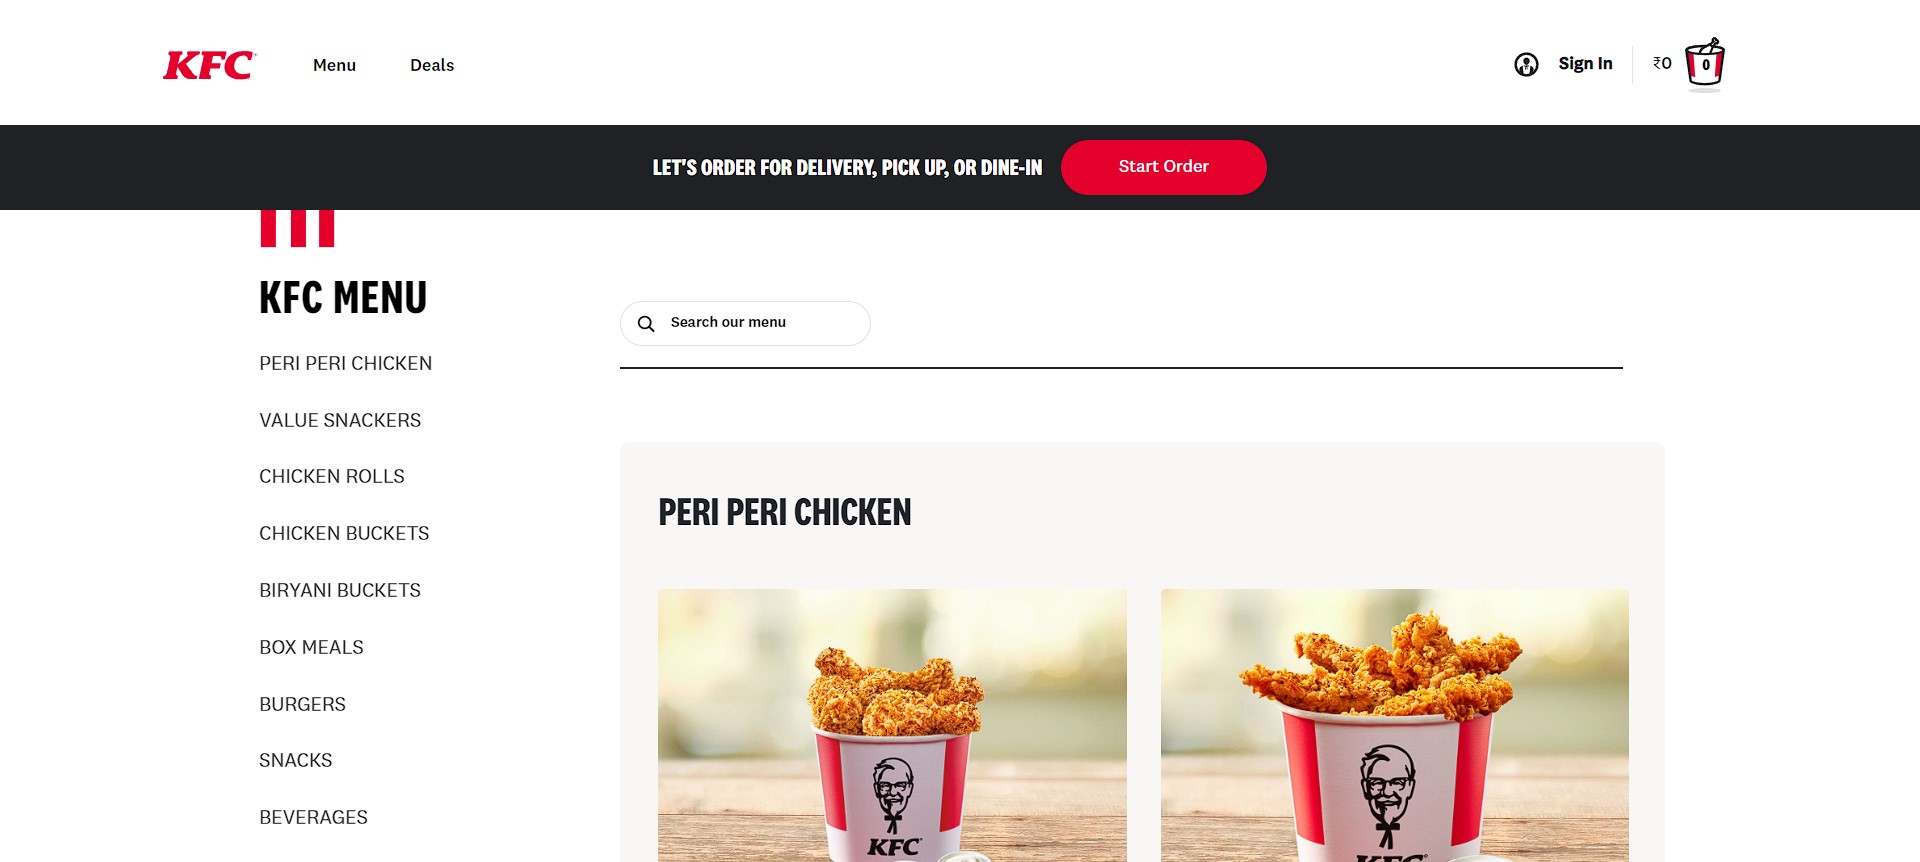 KFC
Menu
Deals
Sign In
₹0
0
LET'S ORDER FOR DELIVERY, PICK UP, OR DINE-IN
Start Order
KFC MENU
Search our menu
PERI PERI CHICKEN
VALUE SNACKERS
CHICKEN ROLLS
CHICKEN BUCKETS
BIRYANI BUCKETS
BOX MEALS
BURGERS
SNACKS
BEVERAGES
PERI PERI CHICKEN
KFC
KFC